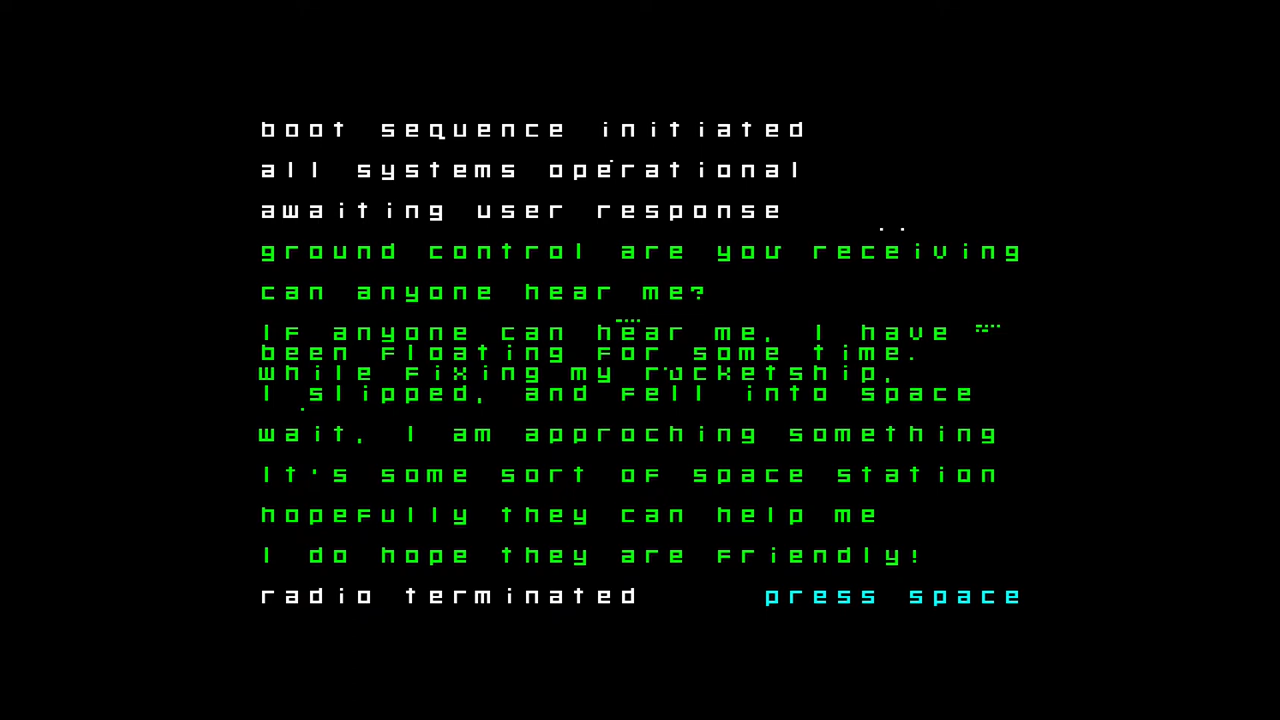 boot sequence initiated
all systems operational
awaiting user response
ground control are you receiving
can anyone hear me?
If anyone can hear me, I have
been floating for some time.
while fixing my rocketship,
I slipped, and fell into space
wait, I am approching something
It's some sort of space station
hopefully they can help me
I do hope they are friendly!
radio terminated press space